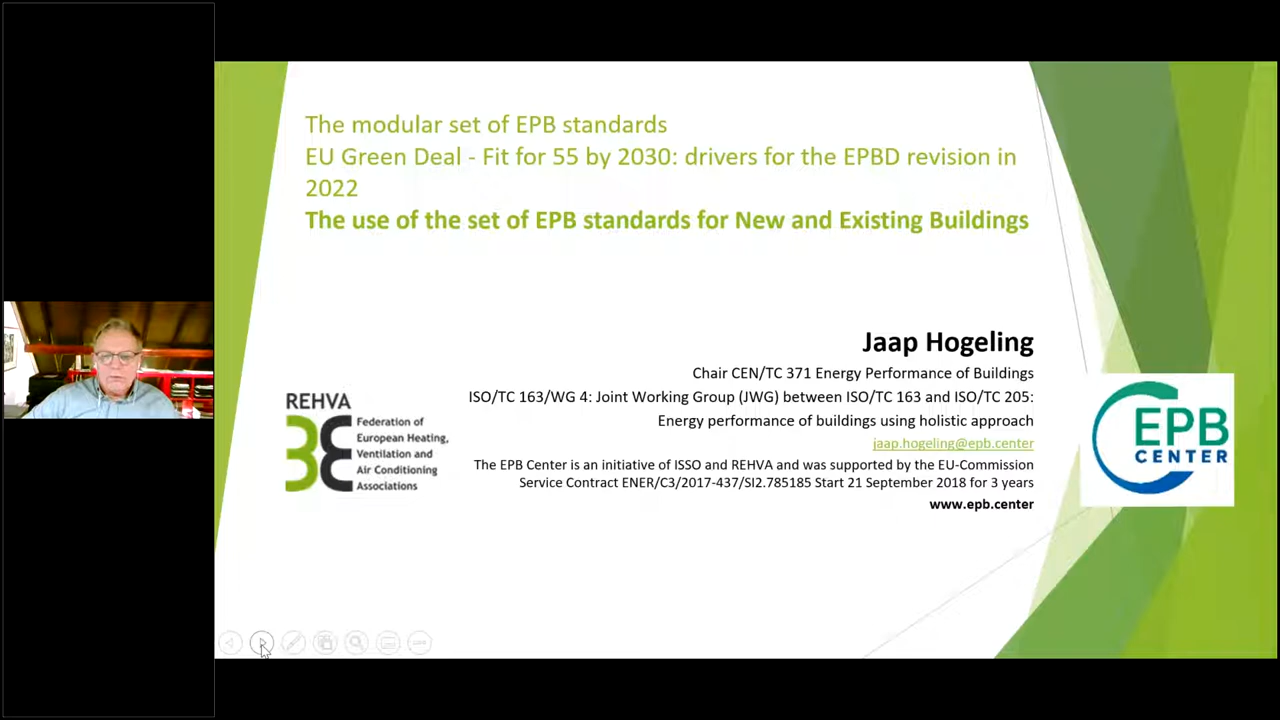 The modular set of EPB standards
EU Green Deal - Fit for 55 by 2030: drivers for the EPBD revision in
2022
The use of the set of EPB standards for New and Existing Buildings
Jaap Hogeling
Chair CEN/TC 371 Energy Performance of Buildings
ISO/TC 163/WG 4: Joint Working Group (JWG) between ISO/TC 163 and ISO/TC 205:
Energy performance of buildings using holistic approach
jaap.hogeling@epb.center
The EPB Center is an initiative of ISSO and REHVA and was supported by the EU-Commission
Service Contract ENER/C3/2017-437/SI2.785185 Start 21 September 2018 for 3 years
www.epb.center
REHVA
Federation of
European Heating,
Ventilation and
Air Conditioning
Associations
EPB
CENTER